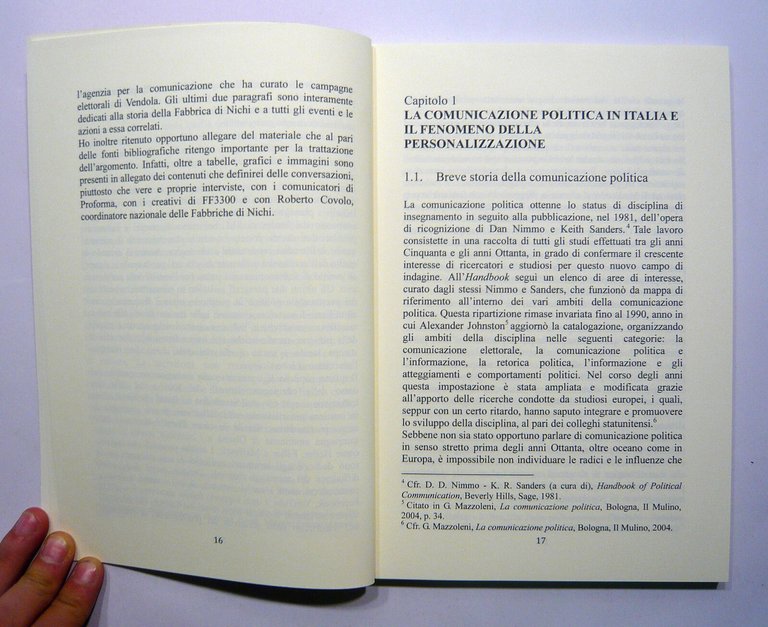 l'agenzia per la comunicazione che ha curato le campagne
elettorali di Vendola. Gli ultimi due paragrafi sono interamente
dedicati alla storia della Fabbrica di Nichi e a tutti gli eventi e le
azioni a essa correlati.
Ho inoltre ritenuto opportuno allegare del materiale che al pari
delle fonti bibliografiche ritengo importante per la trattazione
dell'argomento. Infatti, oltre a tabelle, grafici e immagini sono
presenti in allegato dei contenuti che definirei delle conversazioni,
piuttosto che vere e proprie interviste, con i comunicatori di
Proforma, con i creativi di FF3300 e con Roberto Covolo,
coordinatore nazionale delle Fabbriche di Nichi.
16
Capitolo 1
LA COMUNICAZIONE POLITICA IN ITALIA E
IL FENOMENO DELLA
PERSONALIZZAZIONE
1.1. Breve storia della comunicazione politica
La comunicazione politica ottenne lo status di disciplina di
insegnamento in seguito alla pubblicazione, nel 1981, dell'opera
di ricognizione di Dan Nimmo e Keith Sanders.⁴ Tale lavoro
consistette in una raccolta di tutti gli studi effettuati tra gli anni
Cinquanta e gli anni Ottanta, in grado di confermare il crescente
interesse di ricercatori e studiosi per questo nuovo campo di
indagine. All'Handbook seguì un elenco di aree di interesse,
curato dagli stessi Nimmo e Sanders, che funzionò da mappa di
riferimento all'interno dei vari ambiti della comunicazione
politica. Questa ripartizione rimase invariata fino al 1990, anno in
cui Alexander Johnston⁵ aggiornò la catalogazione, organizzando
gli ambiti della disciplina nelle seguenti categorie: la
comunicazione elettorale, la comunicazione politica e
l'informazione, la retorica politica, l'informazione e gli
atteggiamenti e comportamenti politici. Nel corso degli anni
questa impostazione è stata ampliata e modificata grazie
all'apporto delle ricerche condotte da studiosi europei, i quali,
seppur con un certo ritardo, hanno saputo integrare e promuovere
lo sviluppo della disciplina, al pari dei colleghi statunitensi.⁶
Sebbene non sia stato opportuno parlare di comunicazione politica
in senso stretto prima degli anni Ottanta, oltre oceano come in
Europa, è impossibile non individuare le radici e le influenze che
⁴ Cfr. D. D. Nimmo - K. R. Sanders (a cura di), Handbook of Political
Communication, Beverly Hills, Sage, 1981.
⁵ Citato in G. Mazzoleni, La comunicazione politica, Bologna, Il Mulino,
2004, p. 34.
⁶ Cfr. G. Mazzoleni, La comunicazione politica, Bologna, Il Mulino, 2004.
17